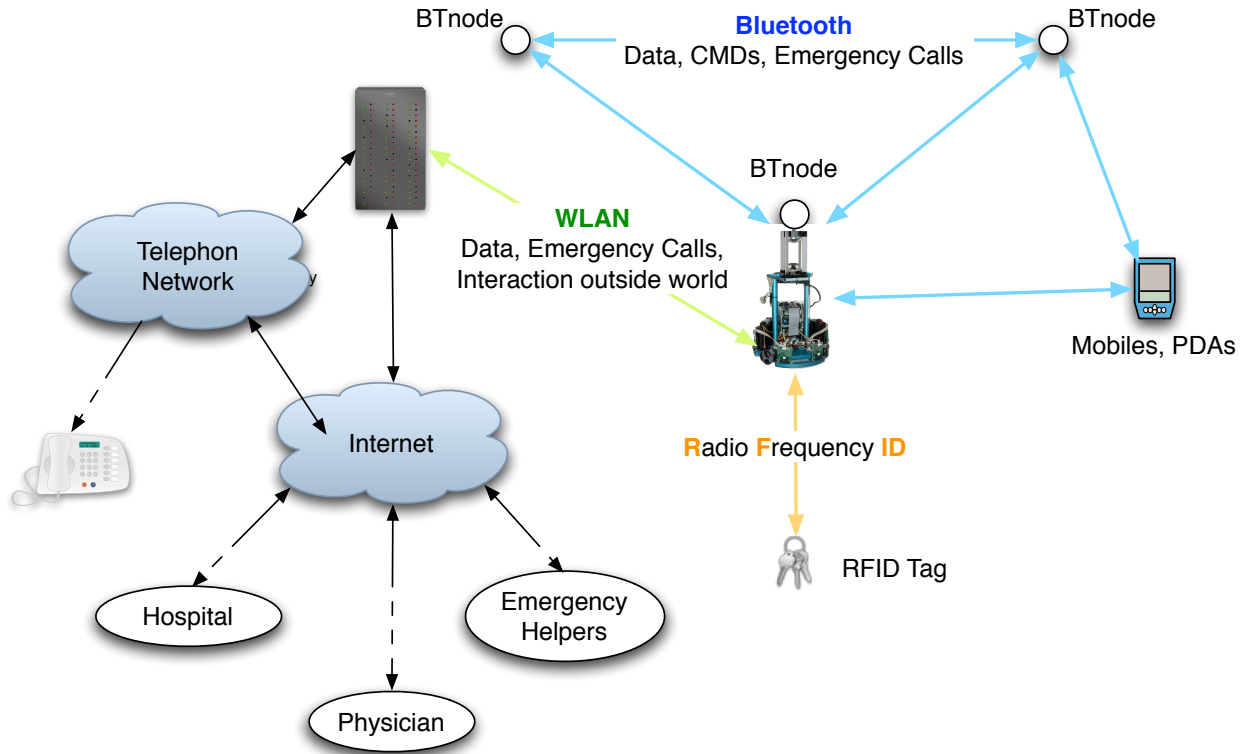 BTnode
Bluetooth
Data, CMDs, Emergency Calls
BTnode
BTnode
WLAN
Data, Emergency Calls,
Interaction outside world
Telephon
Network
y
Mobiles, PDAs
Internet
Radio Frequency ID
RFID Tag
Hospital
Emergency
Helpers
Physician